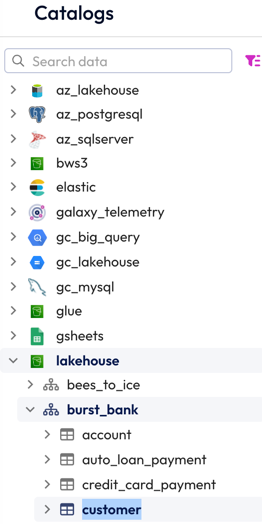 Catalogs
Search data
az_lakehouse
az_postgresql
az_sqlserver
bws3
elastic
galaxy_telemetry
gc_big_query
gc_lakehouse
gc_mysql
glue
gsheets
lakehouse
bees_to_ice
burst_bank
account
auto_loan_payment
credit_card_payment
customer